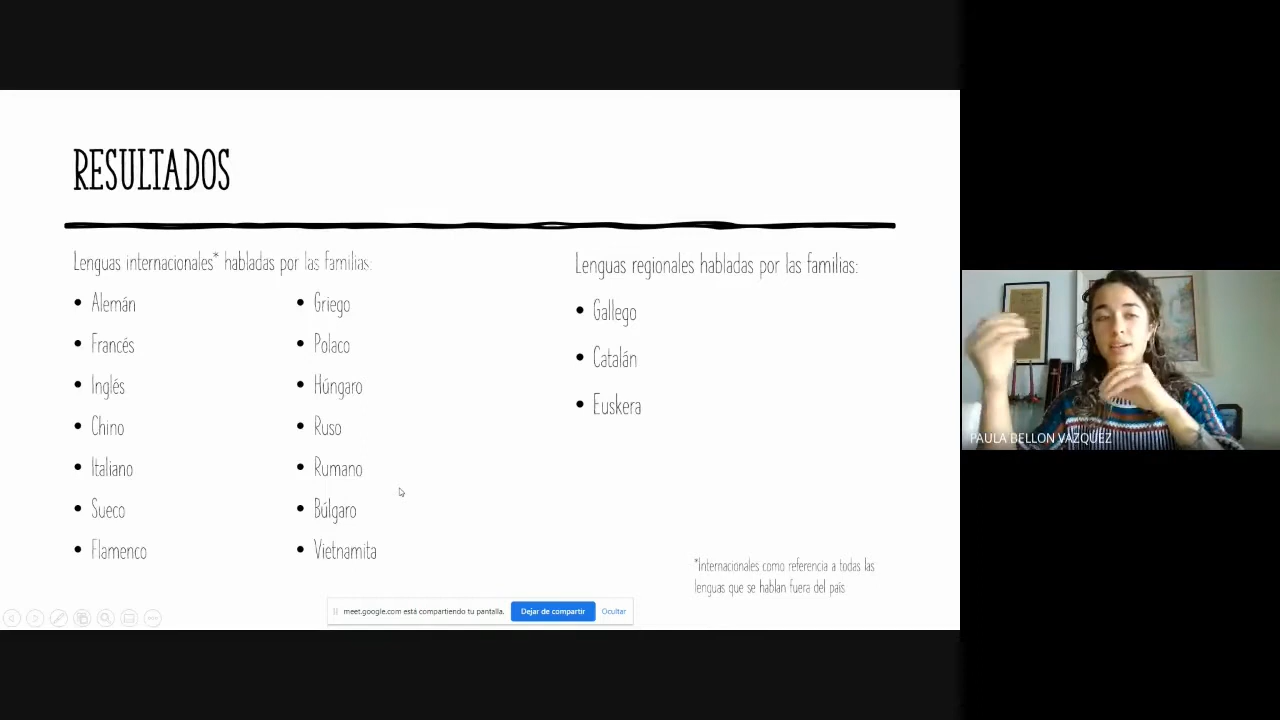 RESULTADOS
Lenguas internacionales* habladas por las familias:
• Alemán
• Francés
• Inglés
• Chino
• Italiano
• Sueco
• Flamenco
• Griego
• Polaco
• Húngaro
• Ruso
• Rumano
• Búlgaro
• Vietnamita
Lenguas regionales habladas por las familias:
• Gallego
• Catalán
• Euskera
*Internacionales como referencia a todas las
lenguas que se hablan fuera del país
meet.google.com está compartiendo tu pantalla.
Dejar de compartir
Ocultar
PAULA BELLON VAZQUEZ